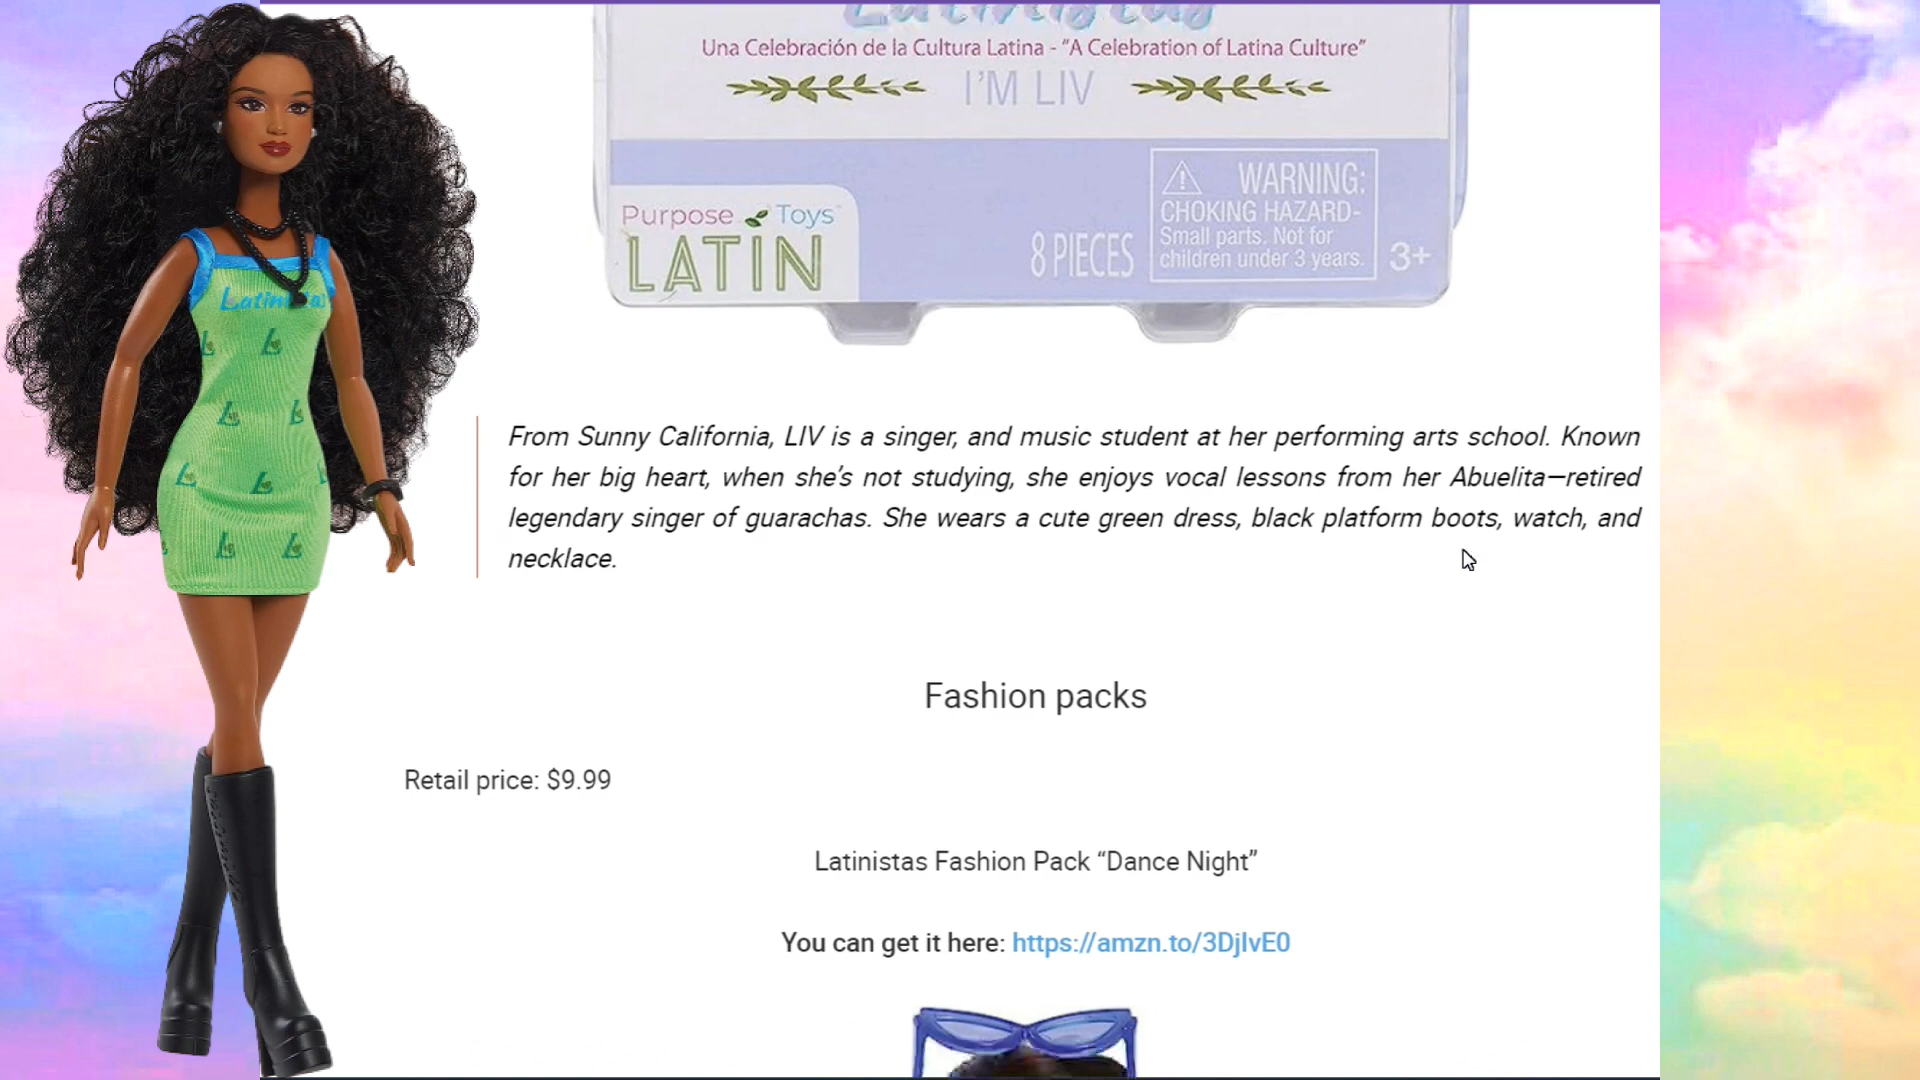 Latinistas
Una Celebración de la Cultura Latina - “A Celebration of Latina Culture”
I'M LIV
WARNING:
CHOKING HAZARD-
Small parts. Not for
children under 3 years.
Purpose Toys
LATIN
8 PIECES
3+
From Sunny California, LIV is a singer, and music student at her performing arts school. Known
for her big heart, when she's not studying, she enjoys vocal lessons from her Abuelita—retired
legendary singer of guarachas. She wears a cute green dress, black platform boots, watch, and
necklace.
Fashion packs
Retail price: $9.99
Latinistas Fashion Pack “Dance Night”
You can get it here: https://amzn.to/3DjlvE0